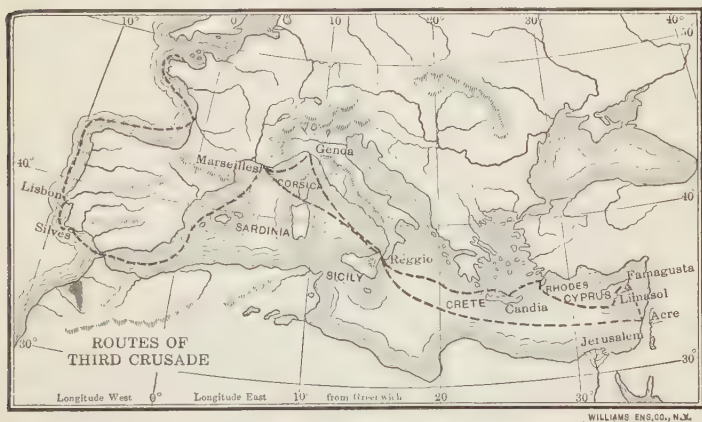 10° 0° 10° 20° 30° 40°
50
40°
Genoa
Marseilles
CORSICA
Lisbon
40
Silves
SARDINIA
Reggio
SICILY
RHODES
Famagusta
CYPRUS
CRETE
Limasol
Candia
Acre
ROUTES OF
THIRD CRUSADE
Jerusalem
30°
30°
Longitude West 0° Longitude East 10° from Greenwich 20° 30°
WILLIAMS ENG. CO., N.Y.